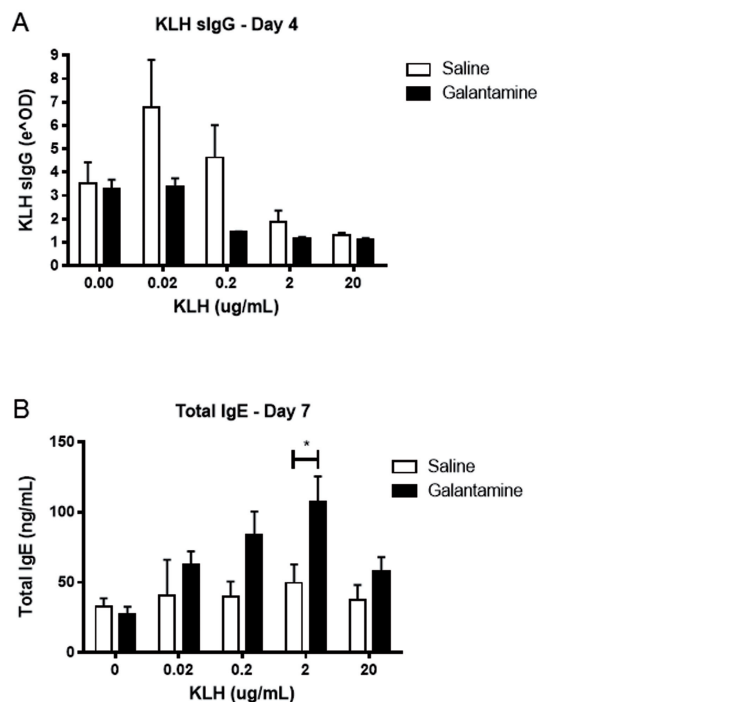 A
KLH sIgG - Day 4
KLH sIgG (e^OD)
9
8
7
6
5
4
3
2
1
0
0.00 0.02 0.2 2 20
KLH (ug/mL)
Saline
Galantamine
B
Total IgE - Day 7
Total IgE (ng/mL)
150
100
50
0
*
0 0.02 0.2 2 20
KLH (ug/mL)
Saline
Galantamine